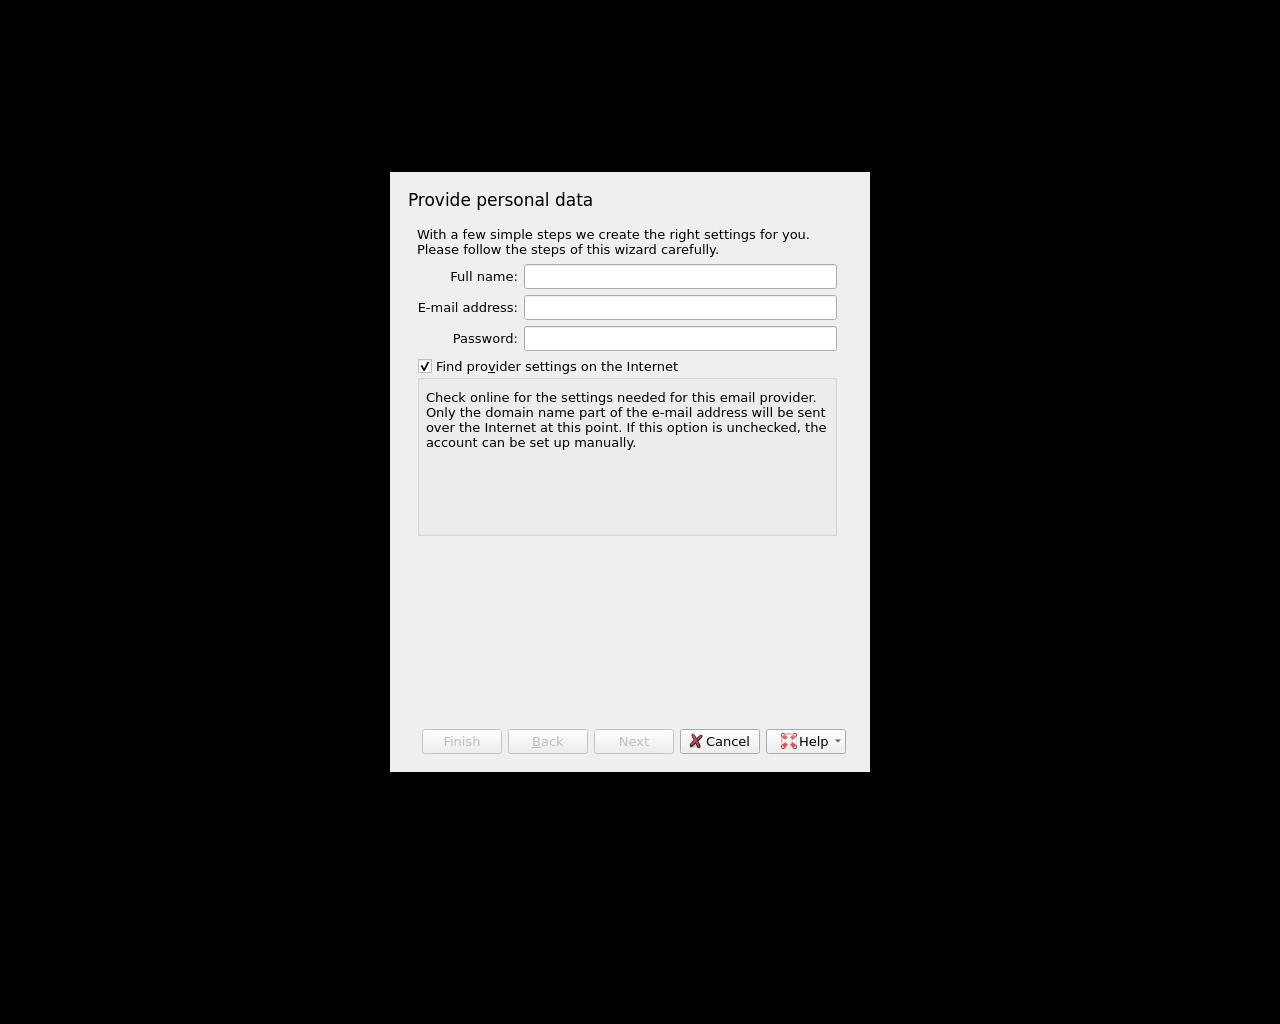 Provide personal data
With a few simple steps we create the right settings for you.
Please follow the steps of this wizard carefully.
Full name:
E-mail address:
Password:
Find provider settings on the Internet
Check online for the settings needed for this email provider.
Only the domain name part of the e-mail address will be sent
over the Internet at this point. If this option is unchecked, the
account can be set up manually.
Finish Back Next Cancel Help